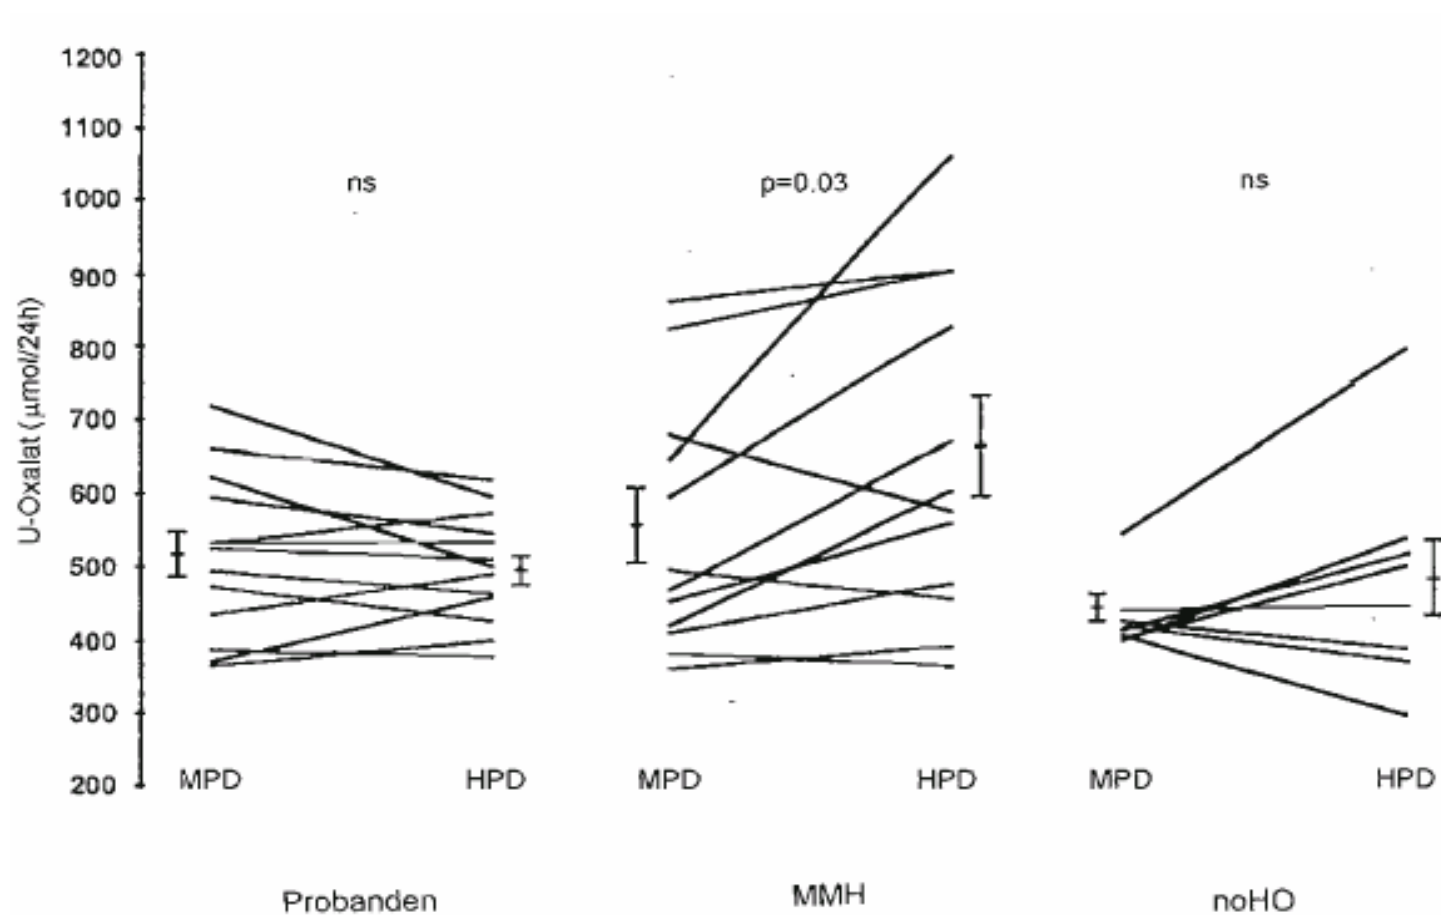 1200
1100
1000
900
800
700
600
500
400
300
200
U-Oxalat (µmol/24h)
ns
p=0.03
ns
MPD HPD MPD HPD MPD HPD
Probanden MMH noHO